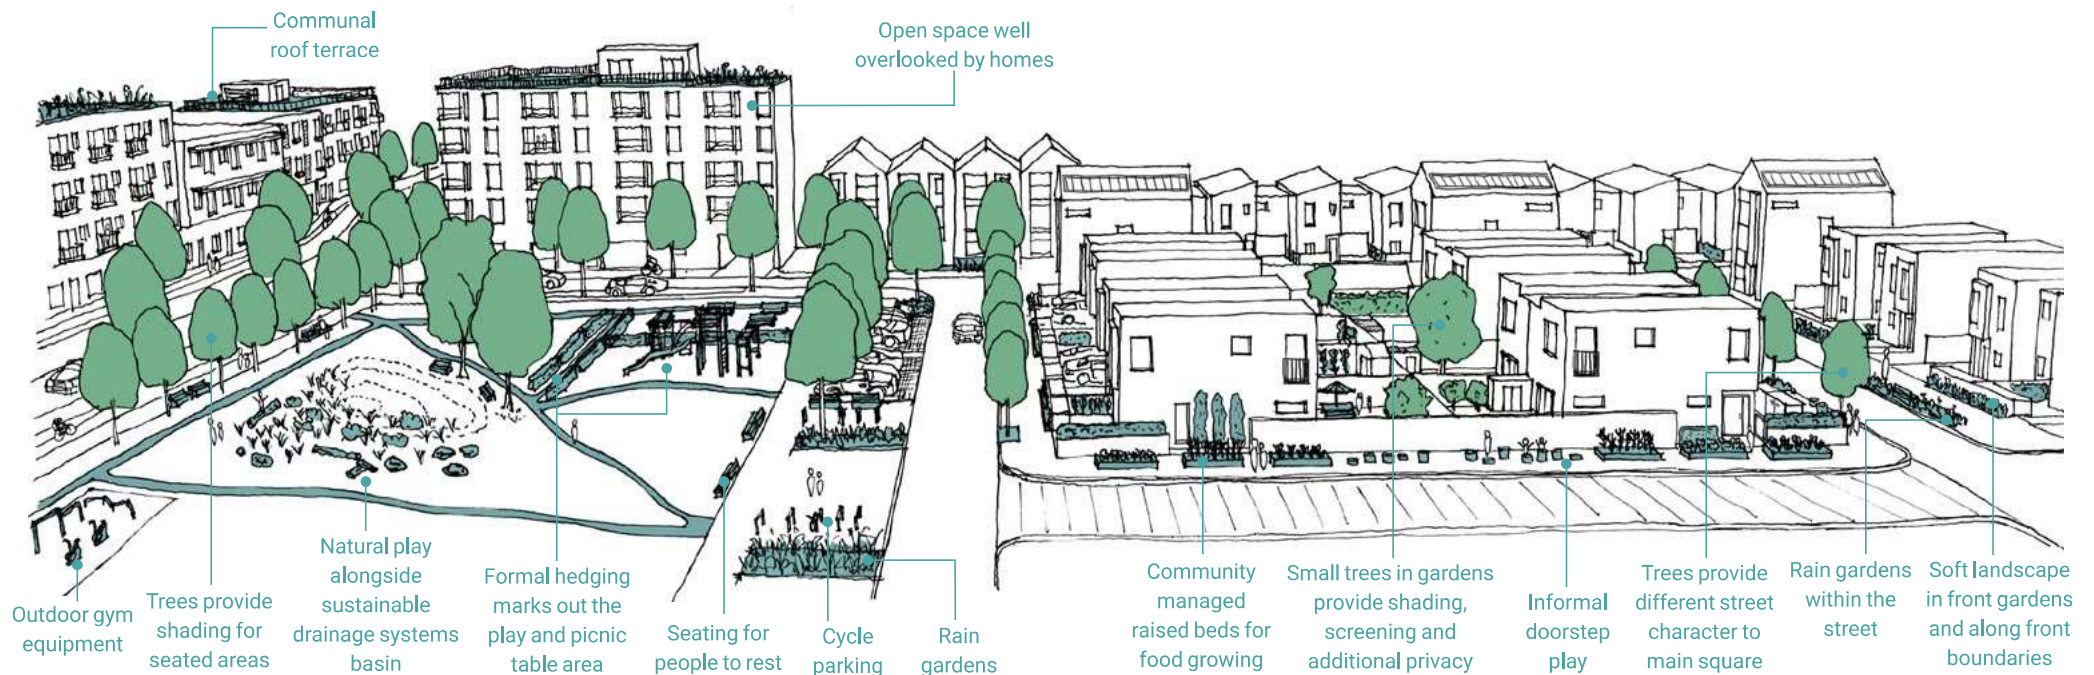 Communal
roof terrace
Open space well
overlooked by homes
Outdoor gym
equipment
Trees provide
shading for
seated areas
Natural play
alongside
sustainable
drainage systems
basin
Formal hedging
marks out the
play and picnic
table area
Seating for
people to rest
Cycle
parking
Rain
gardens
Community
managed
raised beds for
food growing
Small trees in gardens
provide shading,
screening and
additional privacy
Informal
doorstep
play
Trees provide
different street
character to
main square
Rain gardens
within the
street
Soft landscape
in front gardens
and along front
boundaries